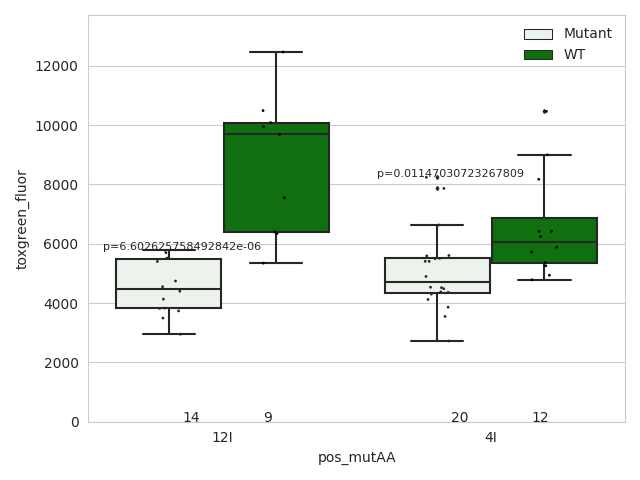 Mutant
WT
12000
10000
8000
6000
4000
2000
0
toxgreen_fluor
p=6.602625758492842e-06
p=0.01147030723267809
14
9
20
12
12I
4I
pos_mutAA